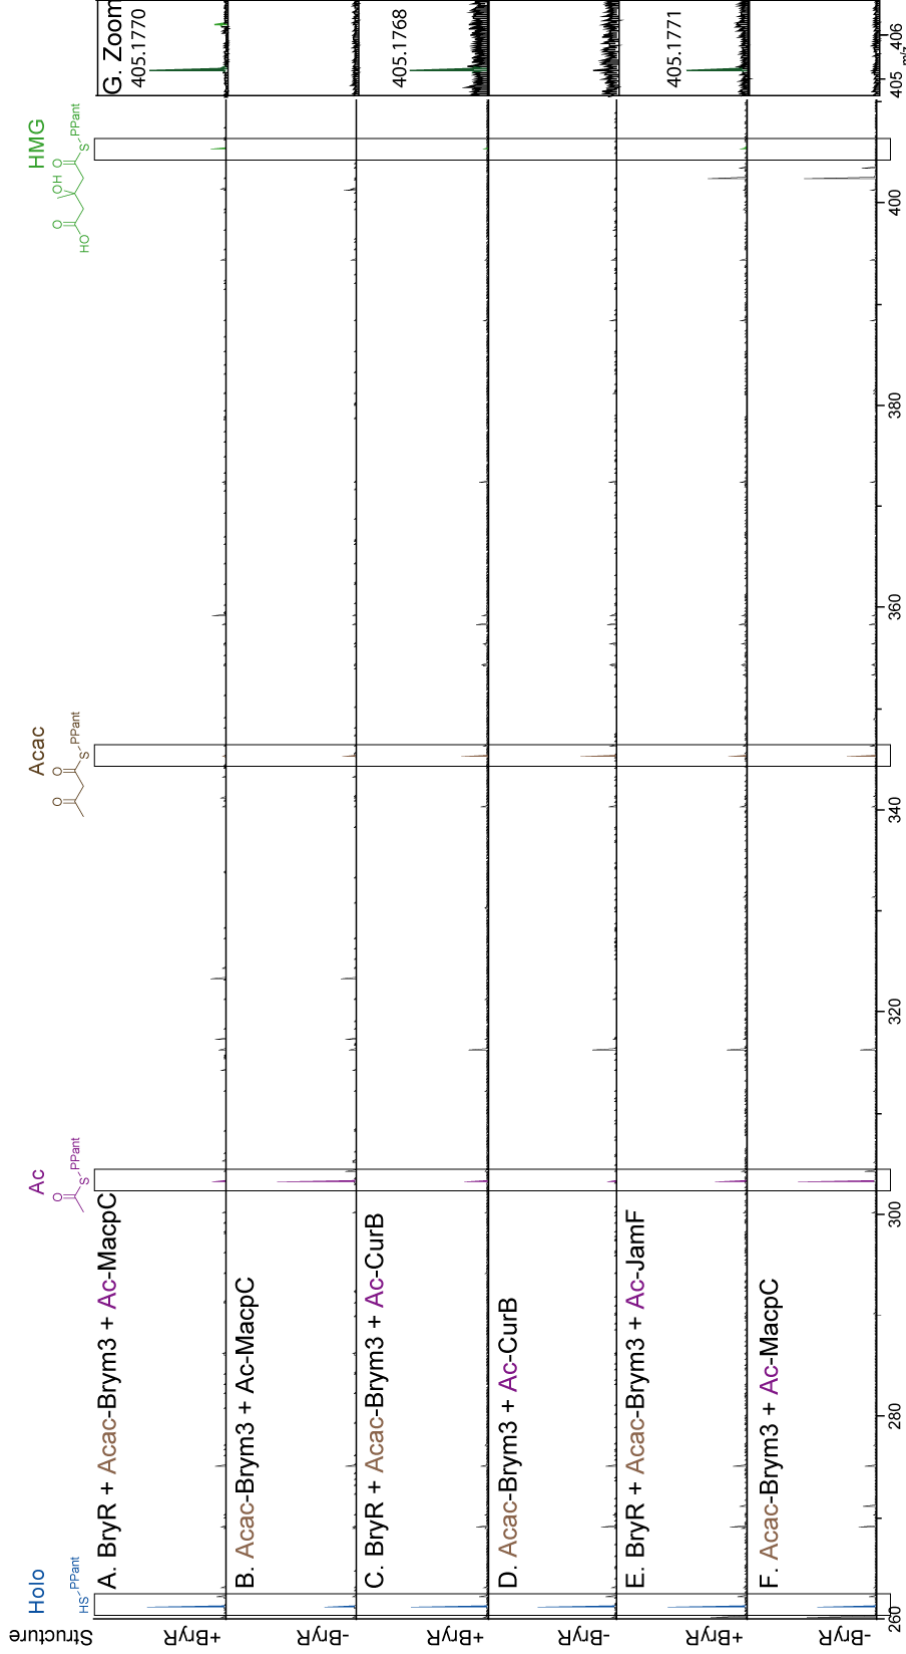 Structure
Holo
HS~PPant
Ac
O
S~PPant
Acac
O O
S~PPant
HMG
O OH O
HO S~PPant
+BryR
A. BryR + Acac-Brym3 + Ac-MacpC
G. Zoom
405.1770
-BryR
B. Acac-Brym3 + Ac-MacpC
+BryR
C. BryR + Acac-Brym3 + Ac-CurB
405.1768
-BryR
D. Acac-Brym3 + Ac-CurB
+BryR
E. BryR + Acac-Brym3 + Ac-JamF
405.1771
-BryR
F. Acac-Brym3 + Ac-MacpC
260 280 300 320 340 360 380 400
405 406
m/z